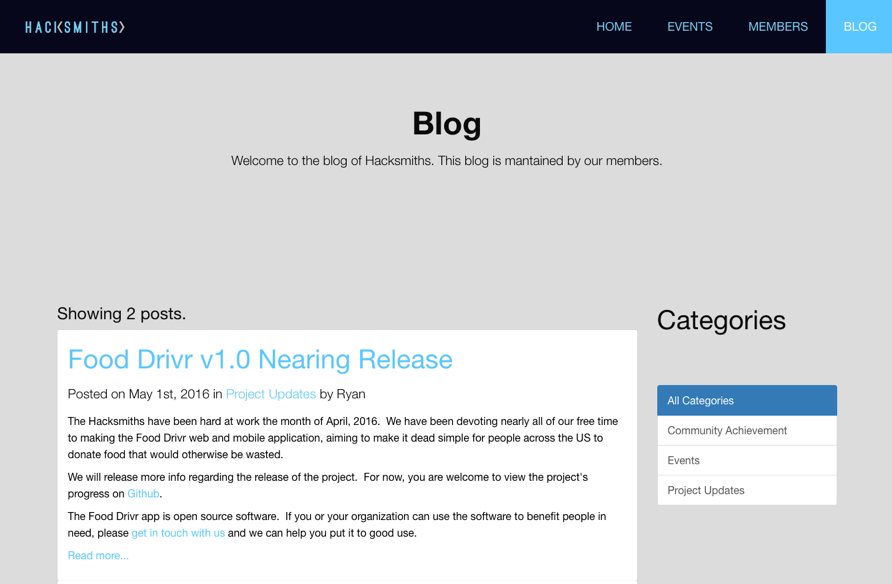 HACK<SMITHS>
HOME
EVENTS
MEMBERS
BLOG
Blog
Welcome to the blog of Hacksmiths. This blog is mantained by our members.
Showing 2 posts.
Food Drivr v1.0 Nearing Release
Posted on May 1st, 2016 in Project Updates by Ryan
The Hacksmiths have been hard at work the month of April, 2016.  We have been devoting nearly all of our free time
to making the Food Drivr web and mobile application, aiming to make it dead simple for people across the US to
donate food that would otherwise be wasted.
We will release more info regarding the release of the project.  For now, you are welcome to view the project's
progress on Github.
The Food Drivr app is open source software.  If you or your organization can use the software to benefit people in
need, please get in touch with us and we can help you put it to good use.
Read more...
Categories
All Categories
Community Achievement
Events
Project Updates